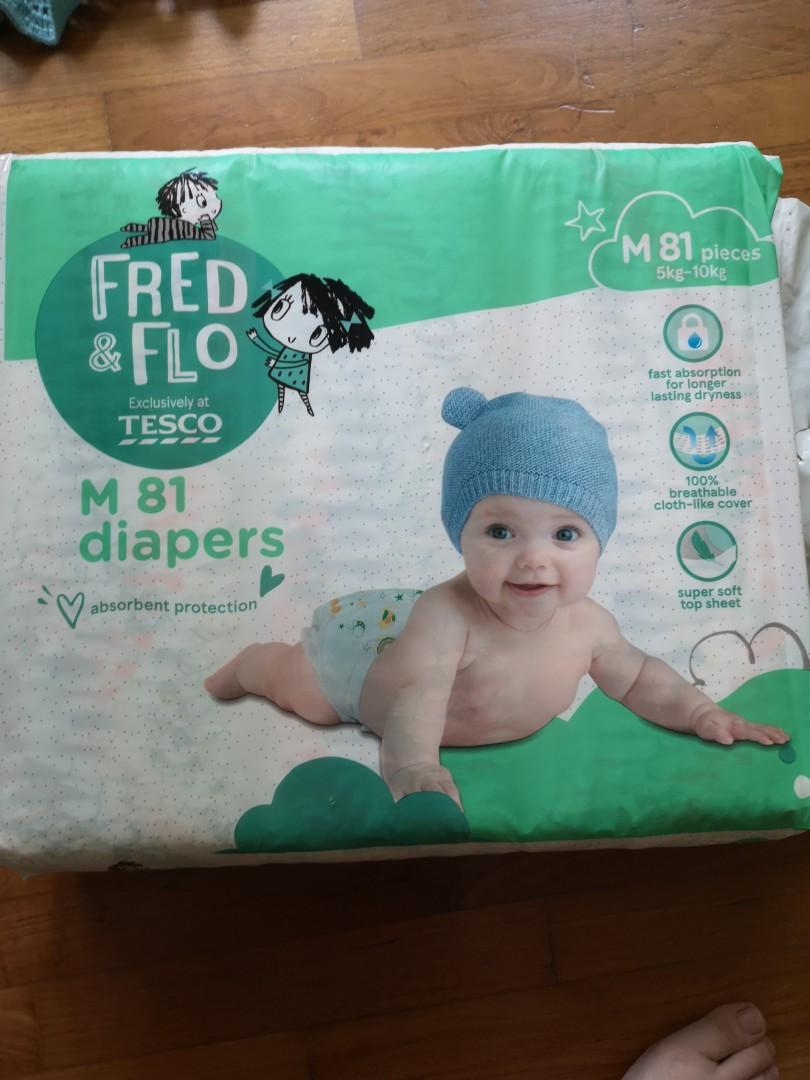 FRED
& FLO
Exclusively at
TESCO
M 81
diapers
absorbent protection
M 81 pieces
5kg-10kg
fast absorption
for longer
lasting dryness
100%
breathable
cloth-like cover
super soft
top sheet